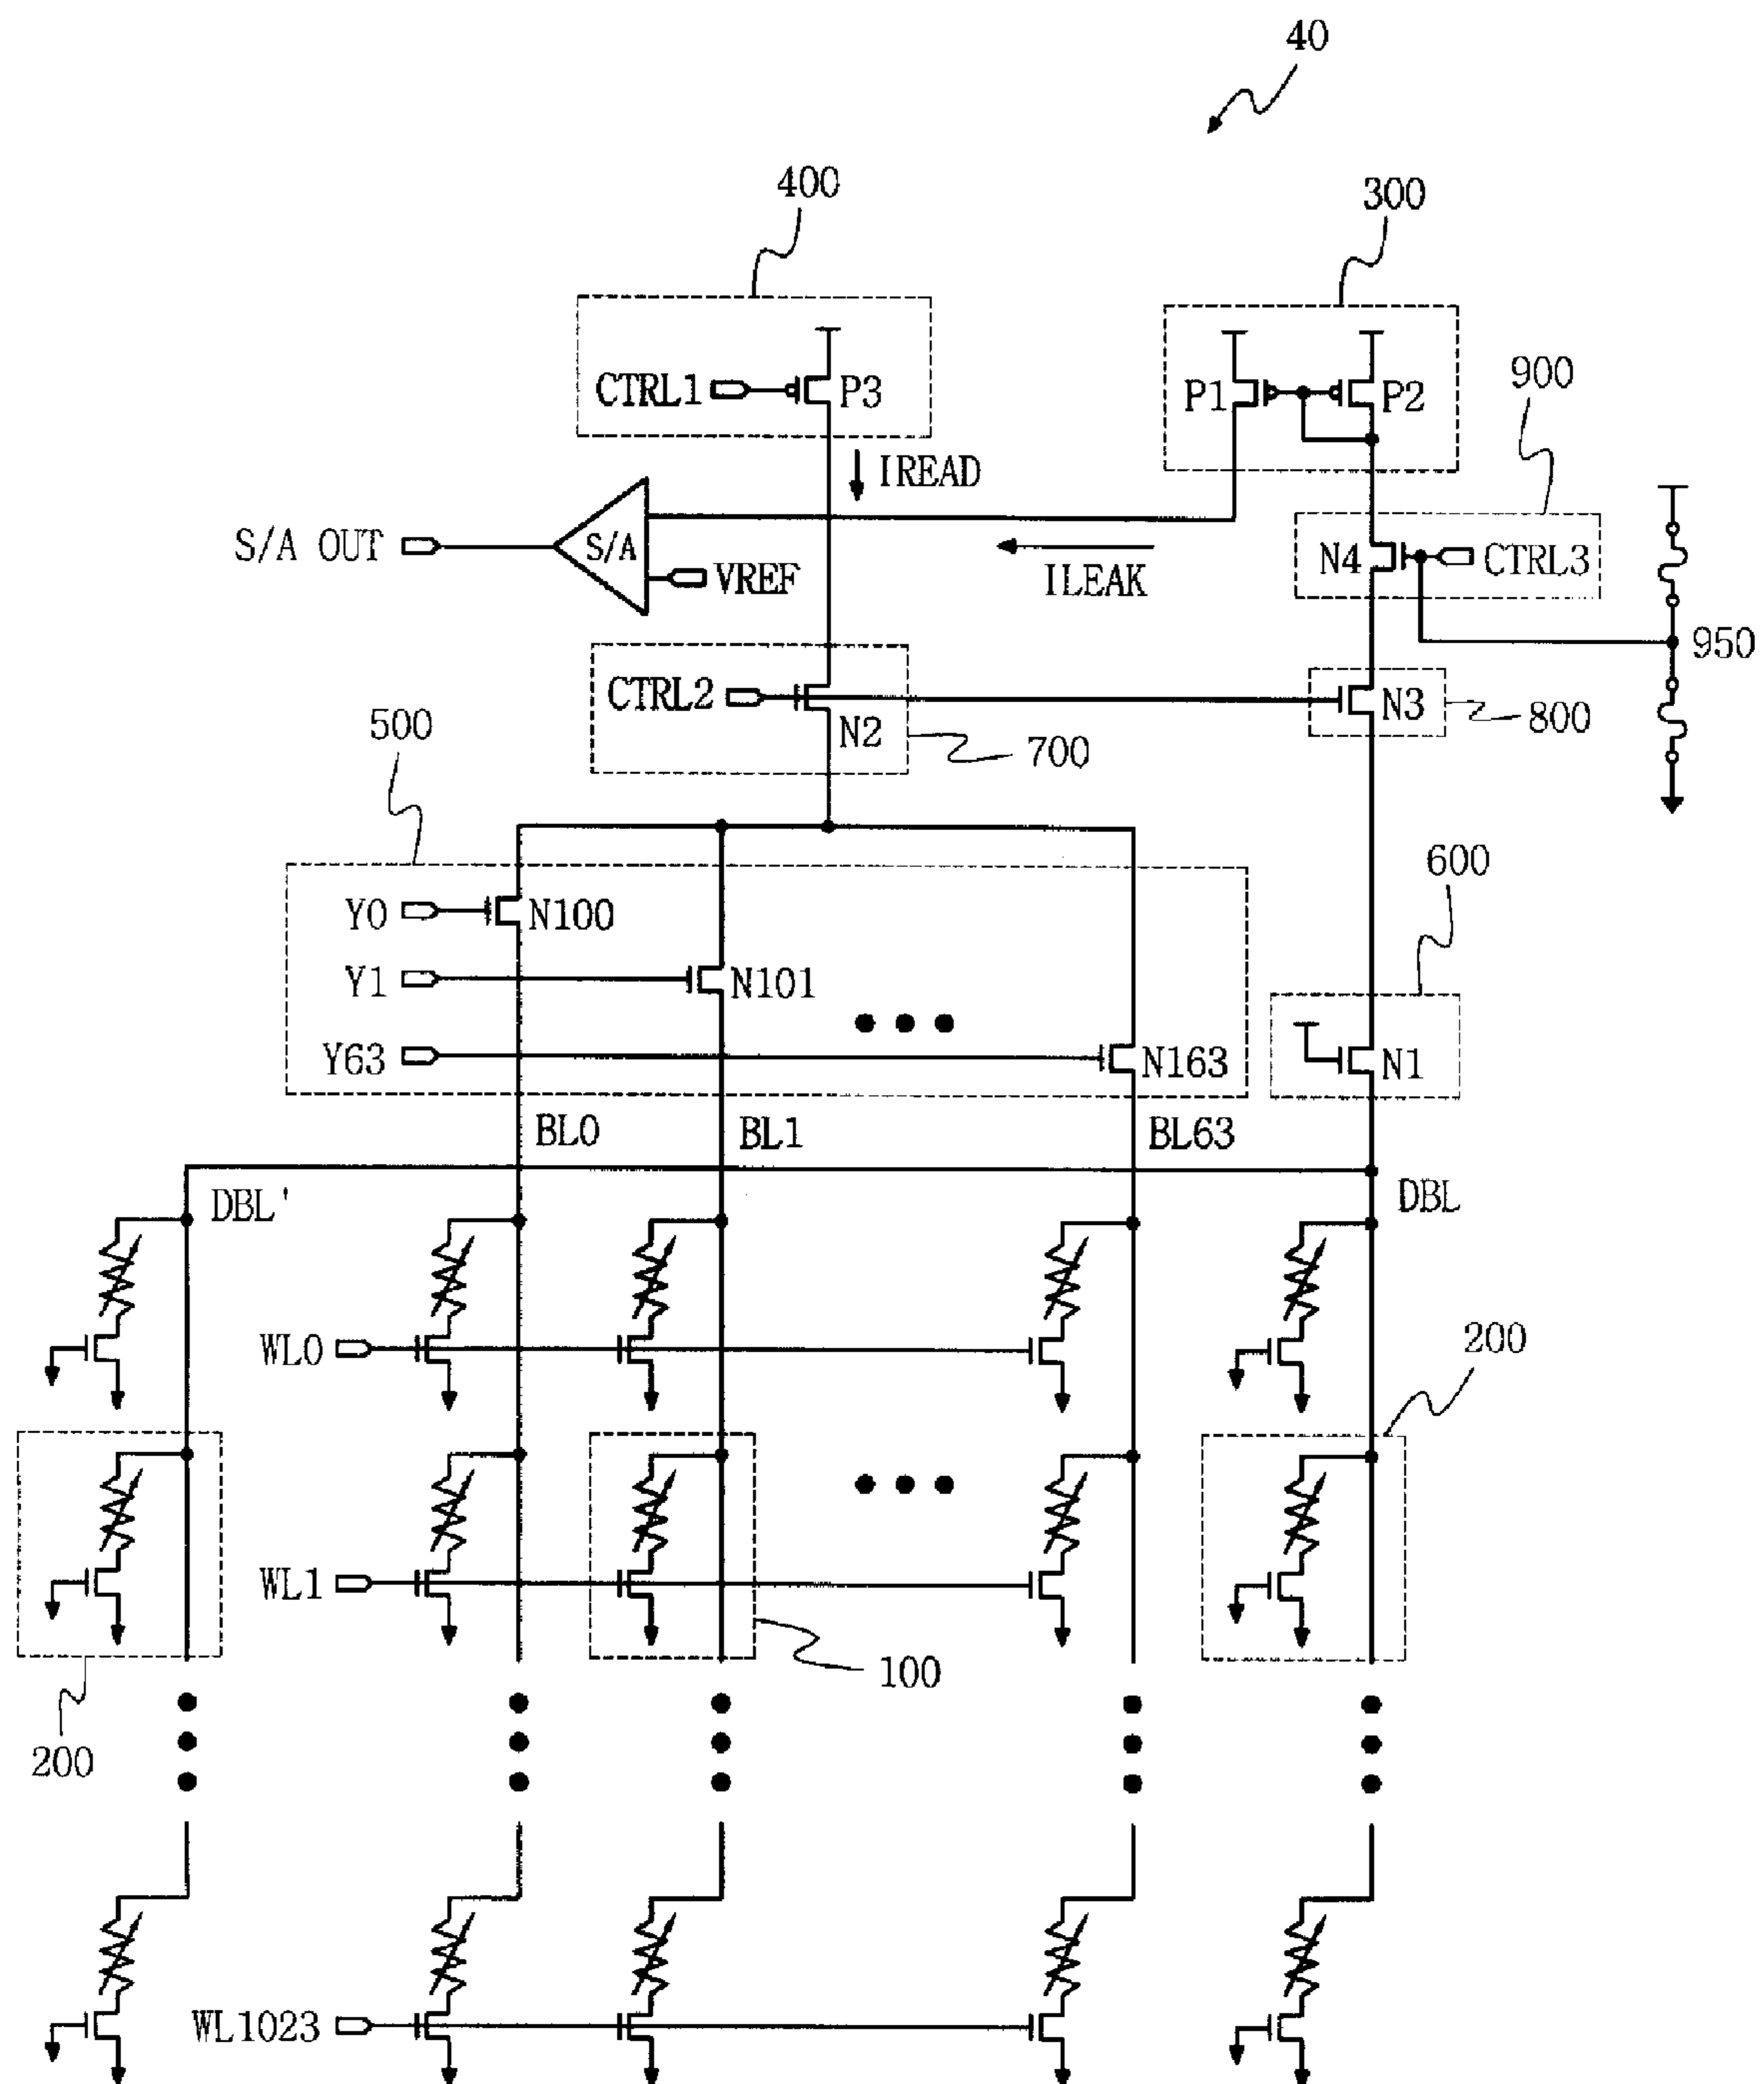 40
400
300
CTRL1
P3
P1
P2
900
IREAD
S/A OUT
S/A
VREF
ILEAK
N4
CTRL3
950
CTRL2
N2
700
N3
800
500
600
Y0
N100
Y1
N101
Y63
N163
N1
BL0
BL1
BL63
DBL'
DBL
WL0
200
WL1
100
200
WL1023